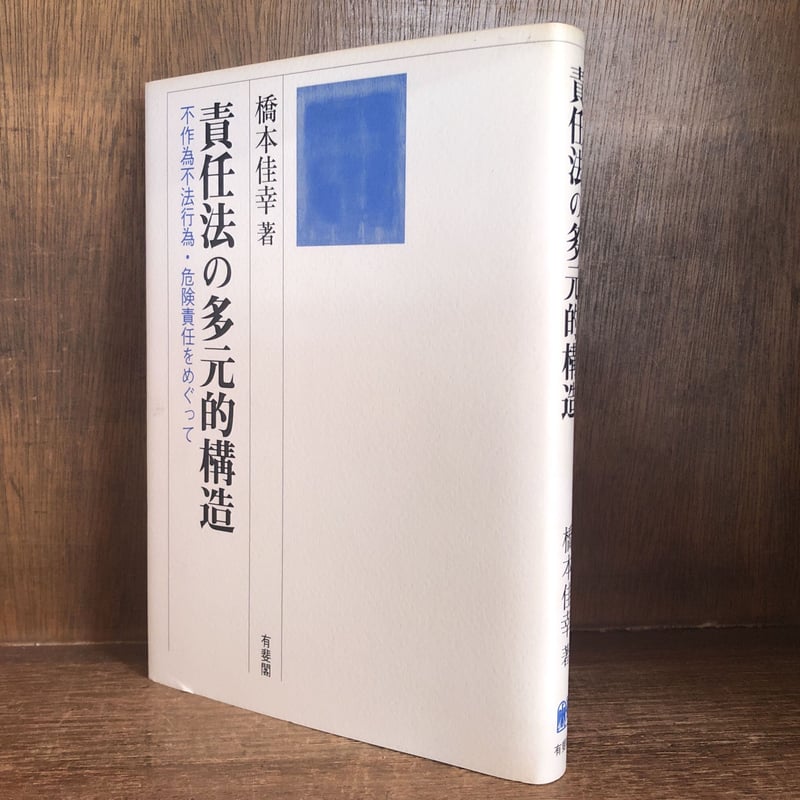 橋本佳幸 著
責任法の多元的構造
不作為不法行為・危険責任をめぐって
有斐閣
責任法の多元的構造
橋本佳幸 著
有斐